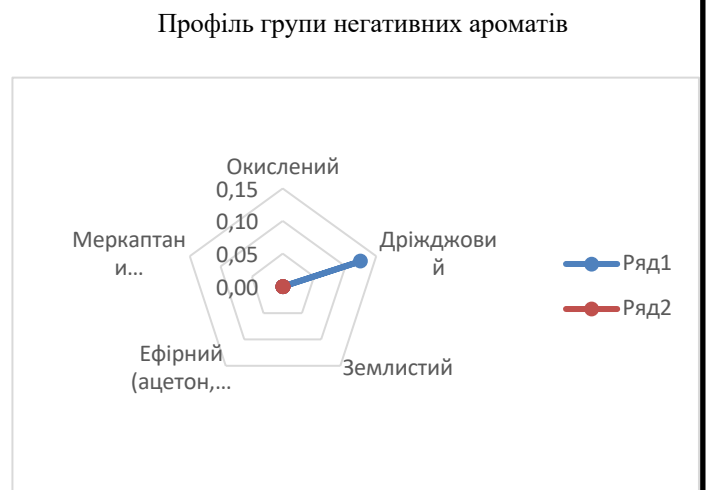 Профіль групи негативних ароматів
Окислений
0,15
0,10
0,05
0,00
Дріжджови
й
Землистий
Ефірний
(ацетон,...
Меркаптан
и...
Ряд1
Ряд2